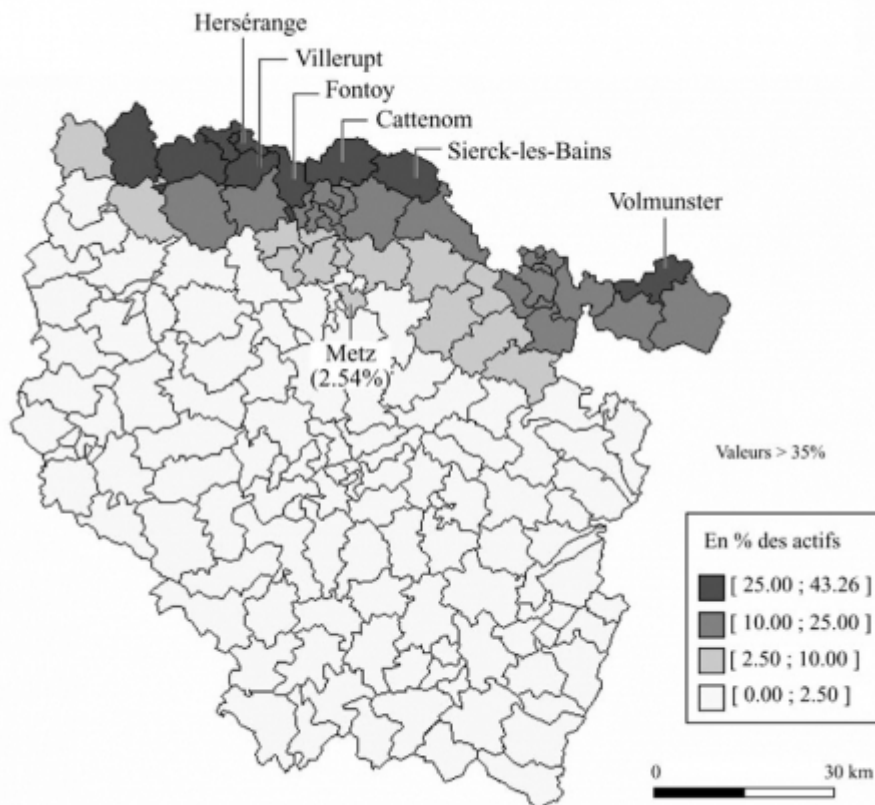 Hersérange
Villerupt
Fontoy
Cattenom
Sierck-les-Bains
Volmunster
Metz
(2.54%)
Valeurs > 35%
En % des actifs
[ 25.00 ; 43.26 ]
[ 10.00 ; 25.00 ]
[ 2.50 ; 10.00 ]
[ 0.00 ; 2.50 ]
0 30 km